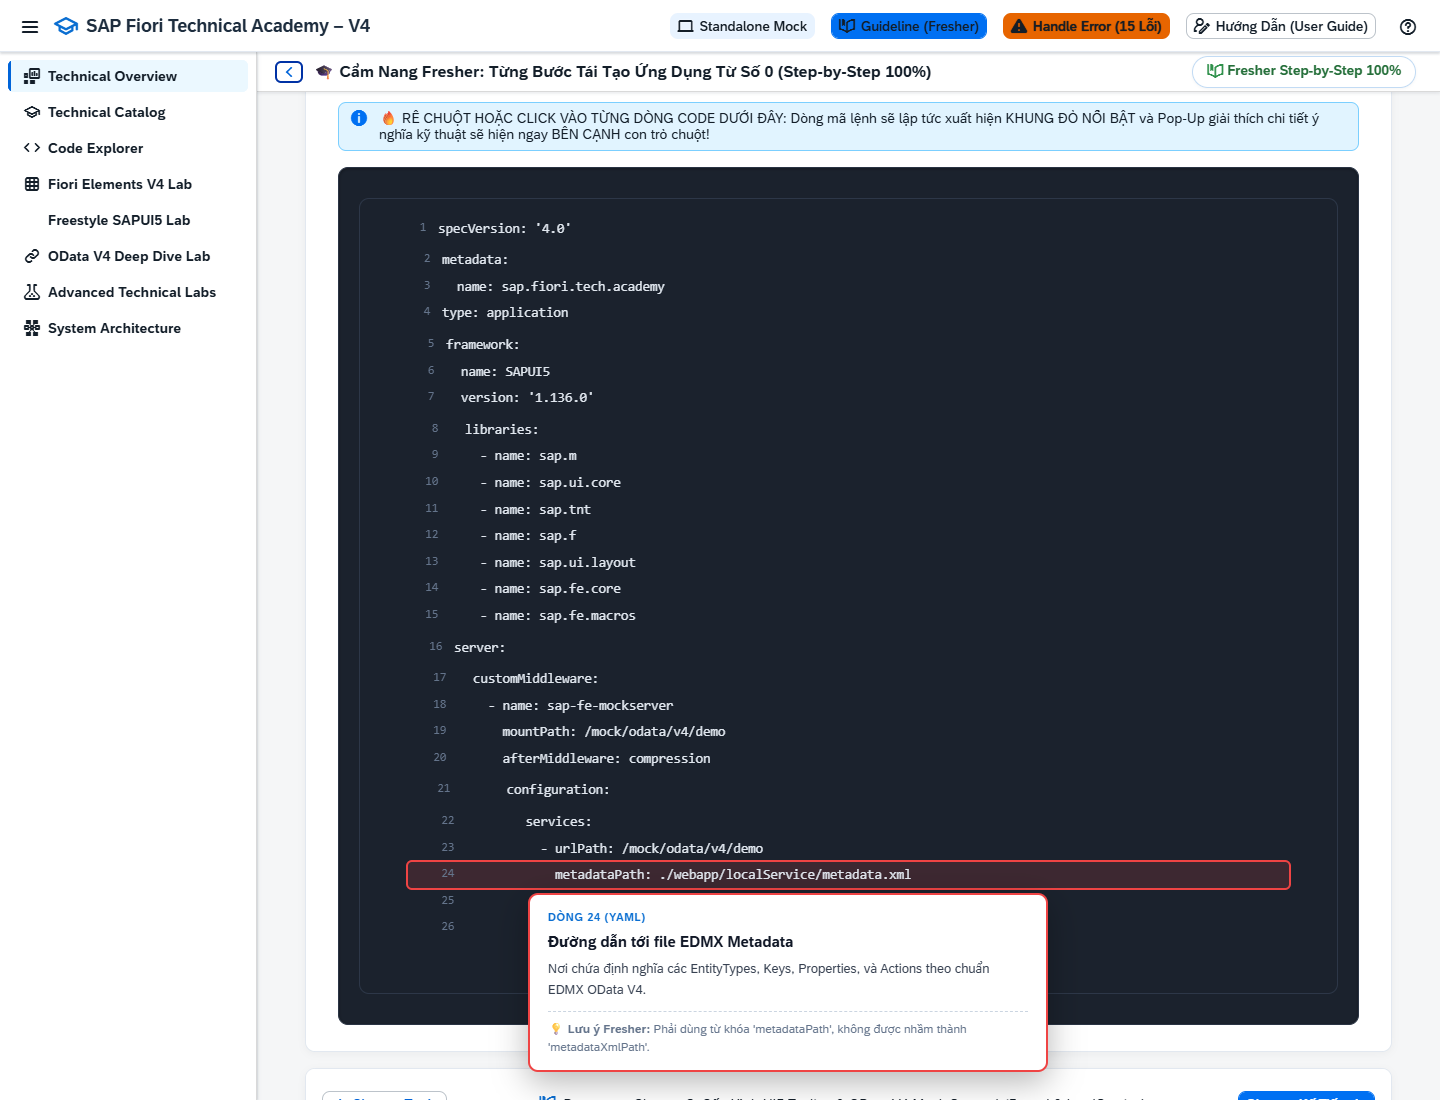 SAP Fiori Technical Academy – V4
Standalone Mock
Guideline (Fresher)
Handle Error (15 Lỗi)
Hướng Dẫn (User Guide)
Technical Overview
Technical Catalog
Code Explorer
Fiori Elements V4 Lab
Freestyle SAPUI5 Lab
OData V4 Deep Dive Lab
Advanced Technical Labs
System Architecture
🎓 Cẩm Nang Fresher: Từng Bước Tái Tạo Ứng Dụng Từ Số 0 (Step-by-Step 100%)
Fresher Step-by-Step 100%
🔥 RÊ CHUỘT HOẶC CLICK VÀO TỪNG DÒNG CODE DƯỚI ĐÂY: Dòng mã lệnh sẽ lập tức xuất hiện KHUNG ĐỎ NỔI BẬT và Pop-Up giải thích chi tiết ý
nghĩa kỹ thuật sẽ hiện ngay BÊN CẠNH con trỏ chuột!
1 specVersion: '4.0'
2 metadata:
3 name: sap.fiori.tech.academy
4 type: application
5 framework:
6 name: SAPUI5
7 version: '1.136.0'
8 libraries:
9 - name: sap.m
10 - name: sap.ui.core
11 - name: sap.tnt
12 - name: sap.f
13 - name: sap.ui.layout
14 - name: sap.fe.core
15 - name: sap.fe.macros
16 server:
17 customMiddleware:
18 - name: sap-fe-mockserver
19 mountPath: /mock/odata/v4/demo
20 afterMiddleware: compression
21 configuration:
22 services:
23 - urlPath: /mock/odata/v4/demo
24 metadataPath: ./webapp/localService/metadata.xml
25
26
DÒNG 24 (YAML)
Đường dẫn tới file EDMX Metadata
Nơi chứa định nghĩa các EntityTypes, Keys, Properties, và Actions theo chuẩn
EDMX OData V4.
💡 Lưu ý Fresher: Phải dùng từ khóa 'metadataPath', không được nhầm thành
'metadataXmlPath'.